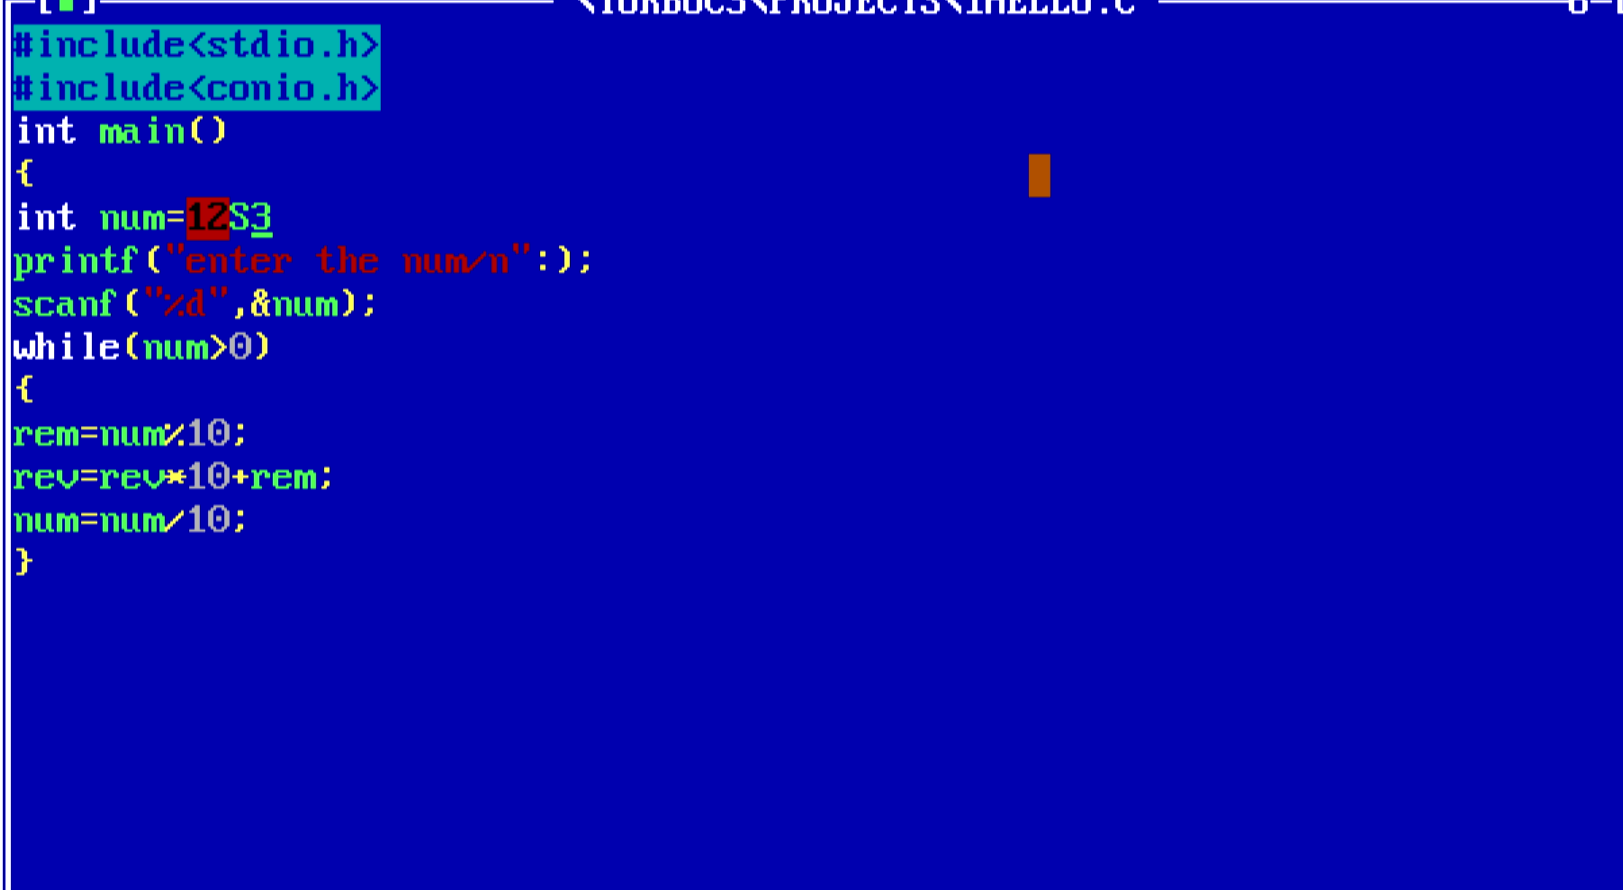 [■] \TURBOC3\PROJECTS\1HELLO.C
#include<stdio.h>
#include<conio.h>
int main()
{
int num=12S3
printf("enter the num/n":);
scanf("%d",&num);
while(num>0)
{
rem=num%10;
rev=rev*10+rem;
num=num/10;
}